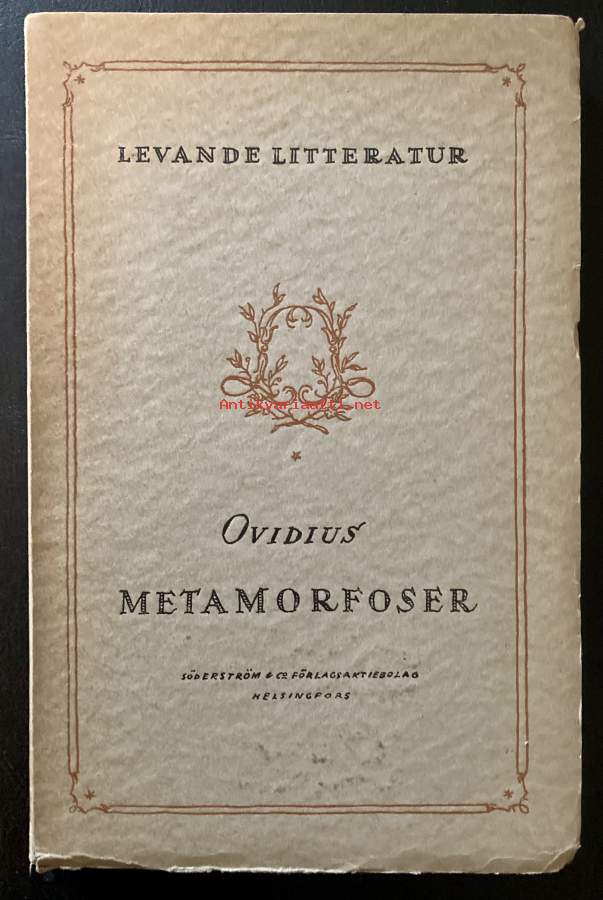 LEVANDE LITTERATUR
Antikvariaatti.net
OVIDIUS
METAMORFOSER
SÖDERSTRÖM & Co FÖRLAGSAKTIEBOLAG
HELSINGFORS